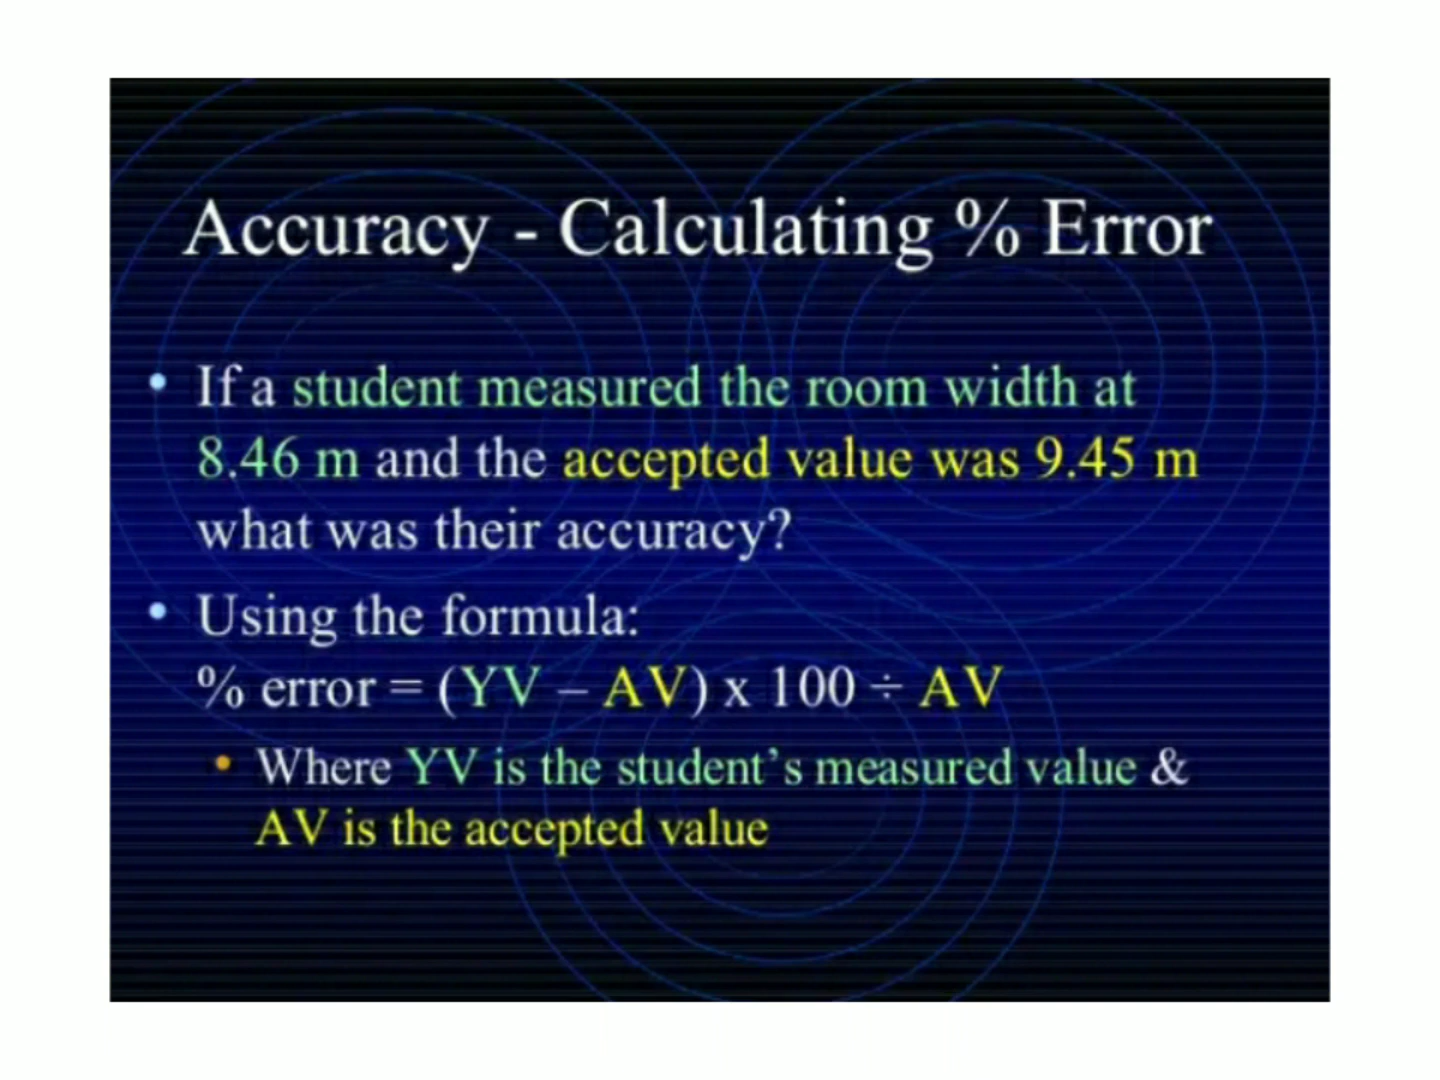 Accuracy - Calculating % Error
• If a student measured the room width at
8.46 m and the accepted value was 9.45 m
what was their accuracy?
• Using the formula:
% error = (YV – AV) x 100 ÷ AV
• Where YV is the student’s measured value &
AV is the accepted value